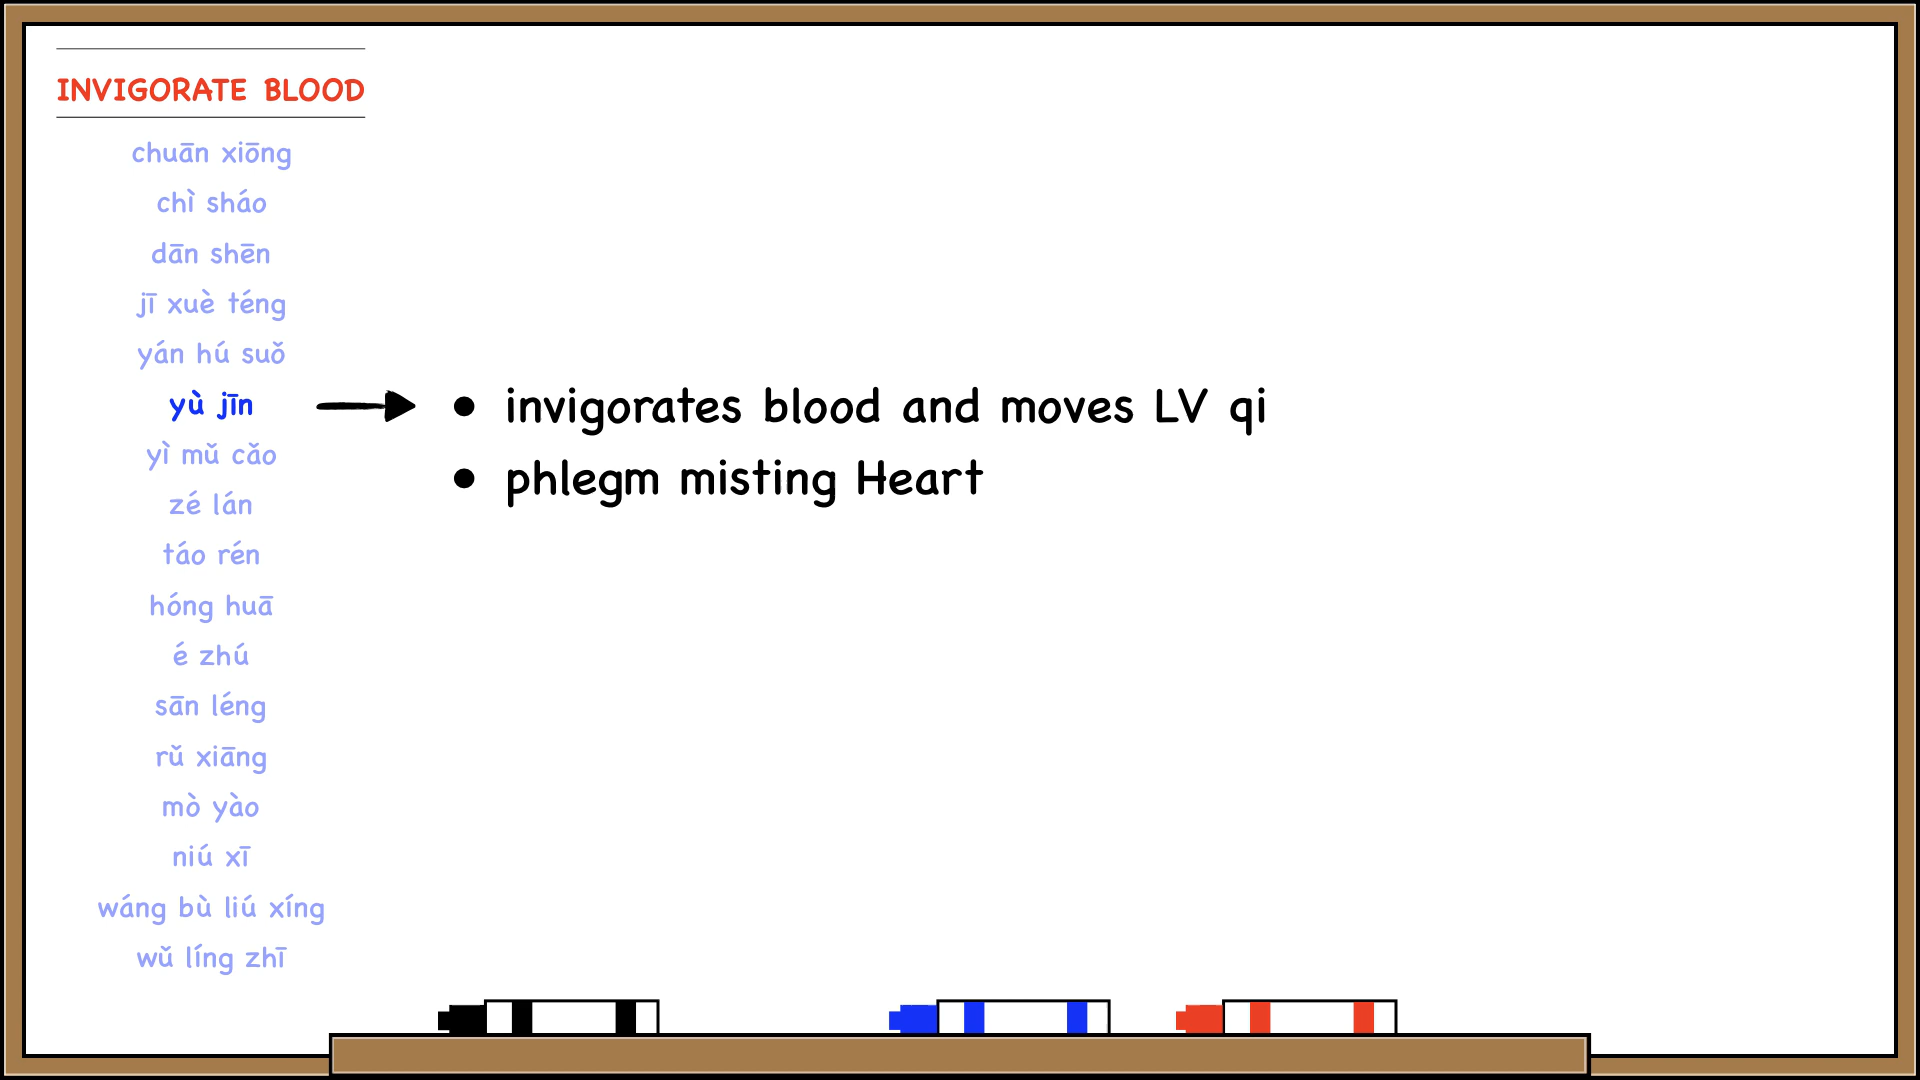 INVIGORATE BLOOD
chuān xiōng
chì sháo
dān shēn
jī xuè téng
yán hú suǒ
yù jīn
• invigorates blood and moves LV qi
• phlegm misting Heart
yì mǔ cǎo
zé lán
táo rén
hóng huā
é zhú
sān léng
rǔ xiāng
mò yào
niú xī
wáng bù liú xíng
wǔ líng zhī